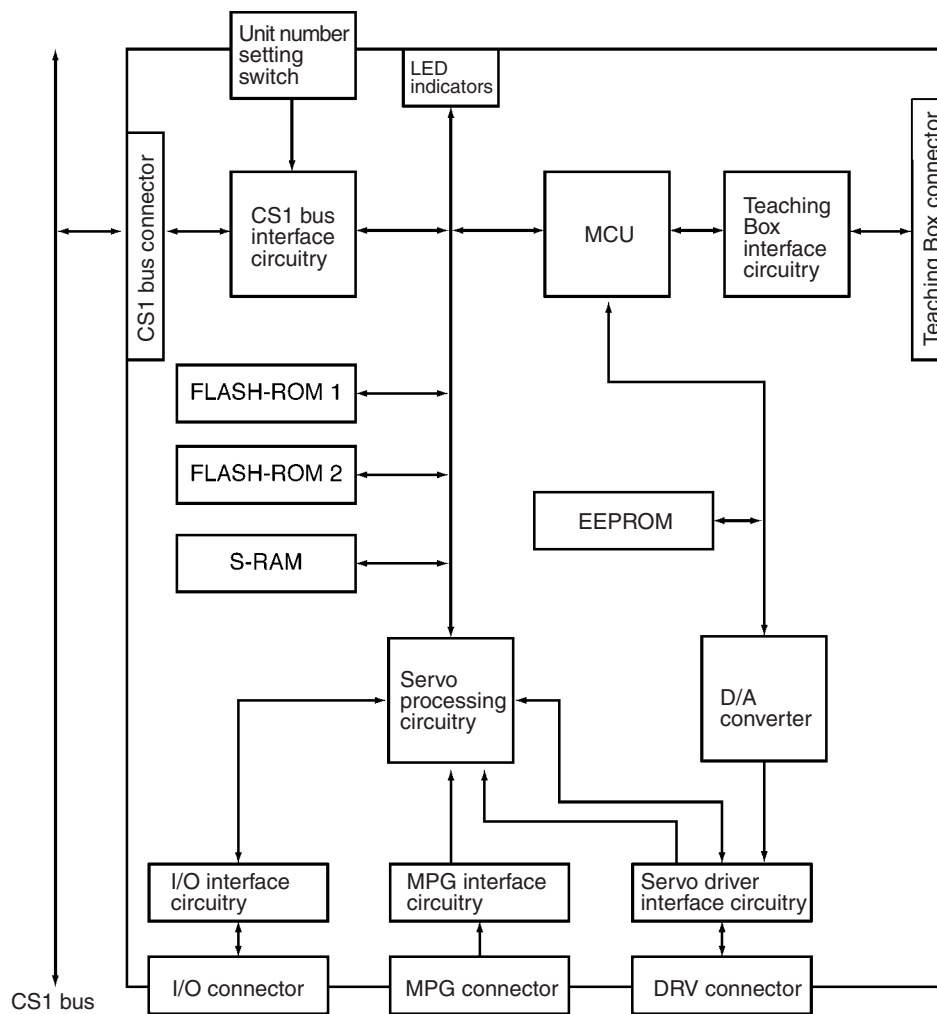 Unit number
setting
switch
LED
indicators
CS1 bus connector
CS1 bus
interface
circuitry
MCU
Teaching
Box
interface
circuitry
Teaching Box connector
FLASH-ROM 1
FLASH-ROM 2
S-RAM
EEPROM
Servo
processing
circuitry
D/A
converter
I/O interface
circuitry
MPG interface
circuitry
Servo driver
interface circuitry
I/O connector
MPG connector
DRV connector
CS1 bus